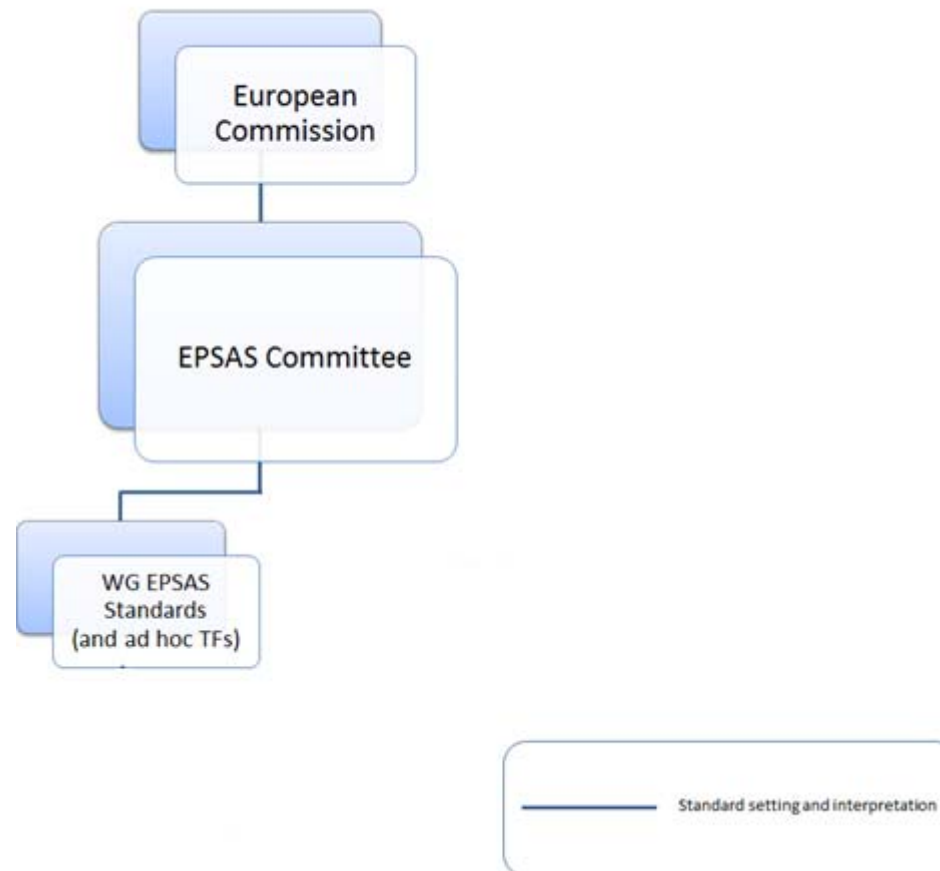 European
Commission
EPSAS Committee
WG EPSAS
Standards
(and ad hoc TFs)
Standard setting and interpretation